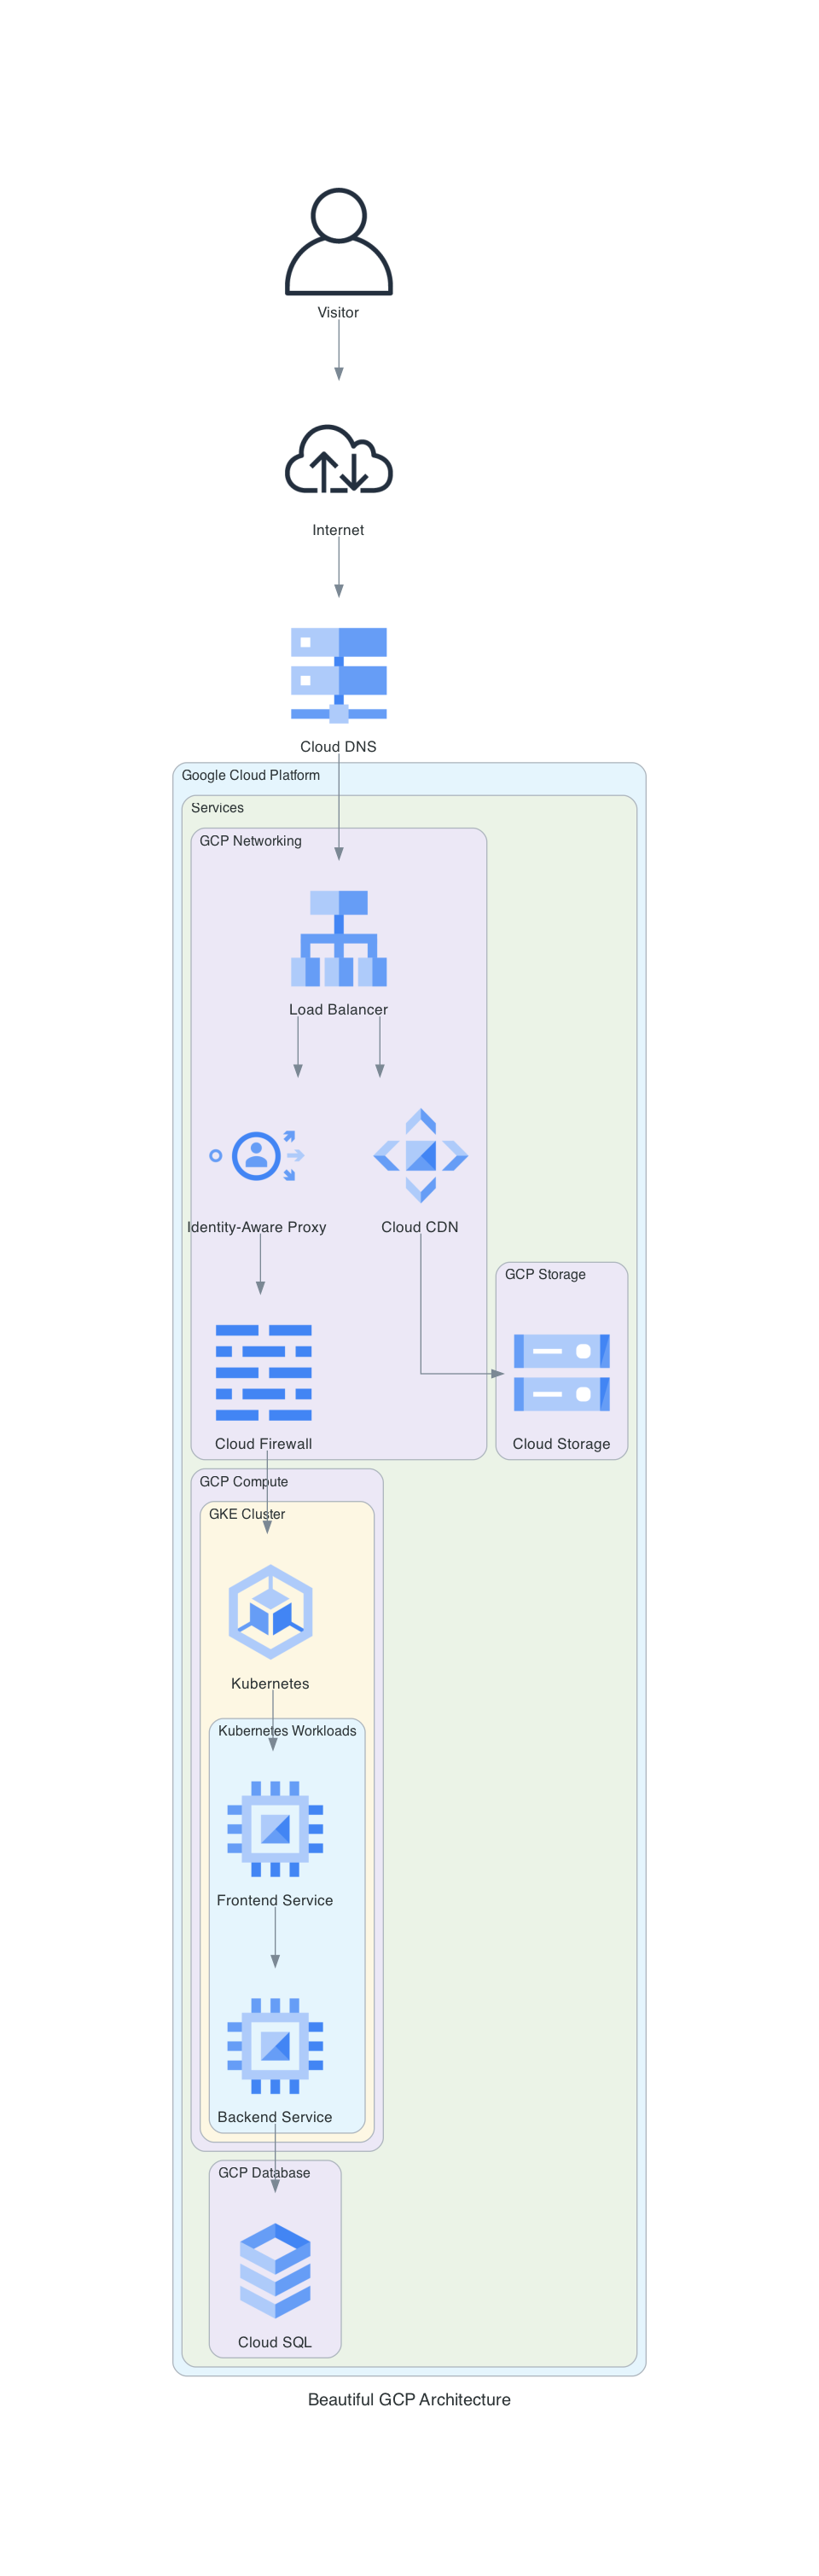 Visitor
Internet
Cloud DNS
Google Cloud Platform
Services
GCP Networking
Load Balancer
Identity-Aware Proxy
Cloud CDN
GCP Storage
Cloud Firewall
Cloud Storage
GCP Compute
GKE Cluster
Kubernetes
Kubernetes Workloads
Frontend Service
Backend Service
GCP Database
Cloud SQL
Beautiful GCP Architecture